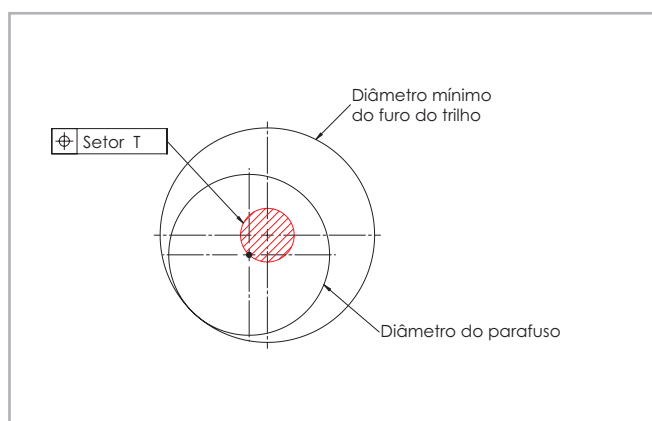 Diâmetro mínimo
do furo do trilho
⌖ Setor T
Diâmetro do parafuso